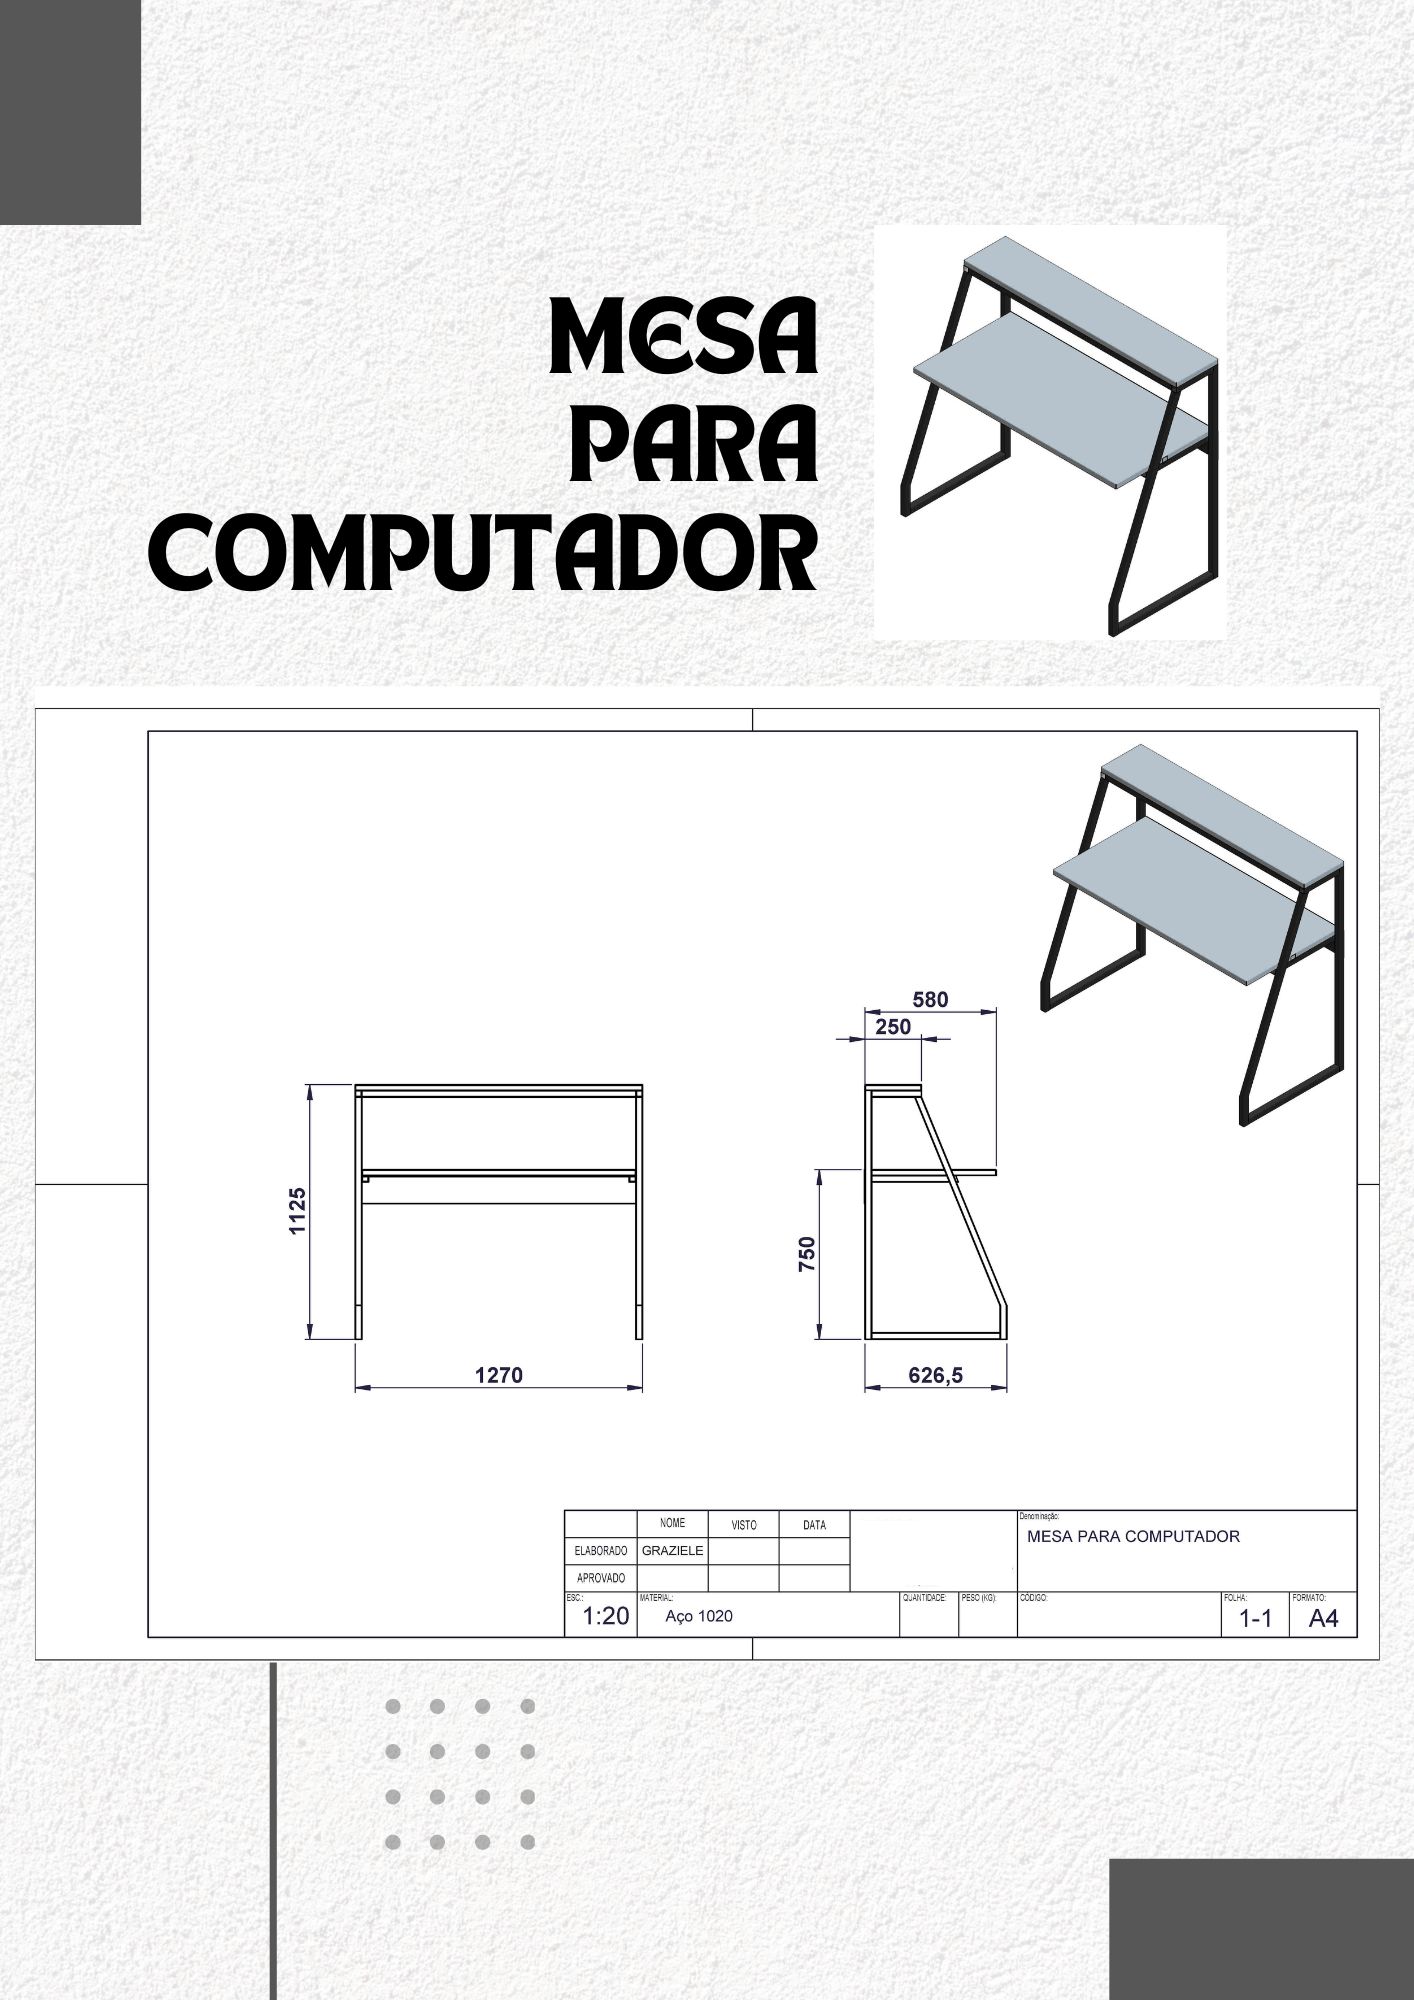 MESA
PARA
COMPUTADOR
580
250
1125
750
1270
626,5
NOME VISTO DATA
ELABORADO GRAZIELE
APROVADO
Denominação:
MESA PARA COMPUTADOR
ESC.: MATERIAL: QUANTIDADE: PESO (KG): CÓDIGO: FOLHA: FORMATO:
1:20 Aço 1020 1-1 A4